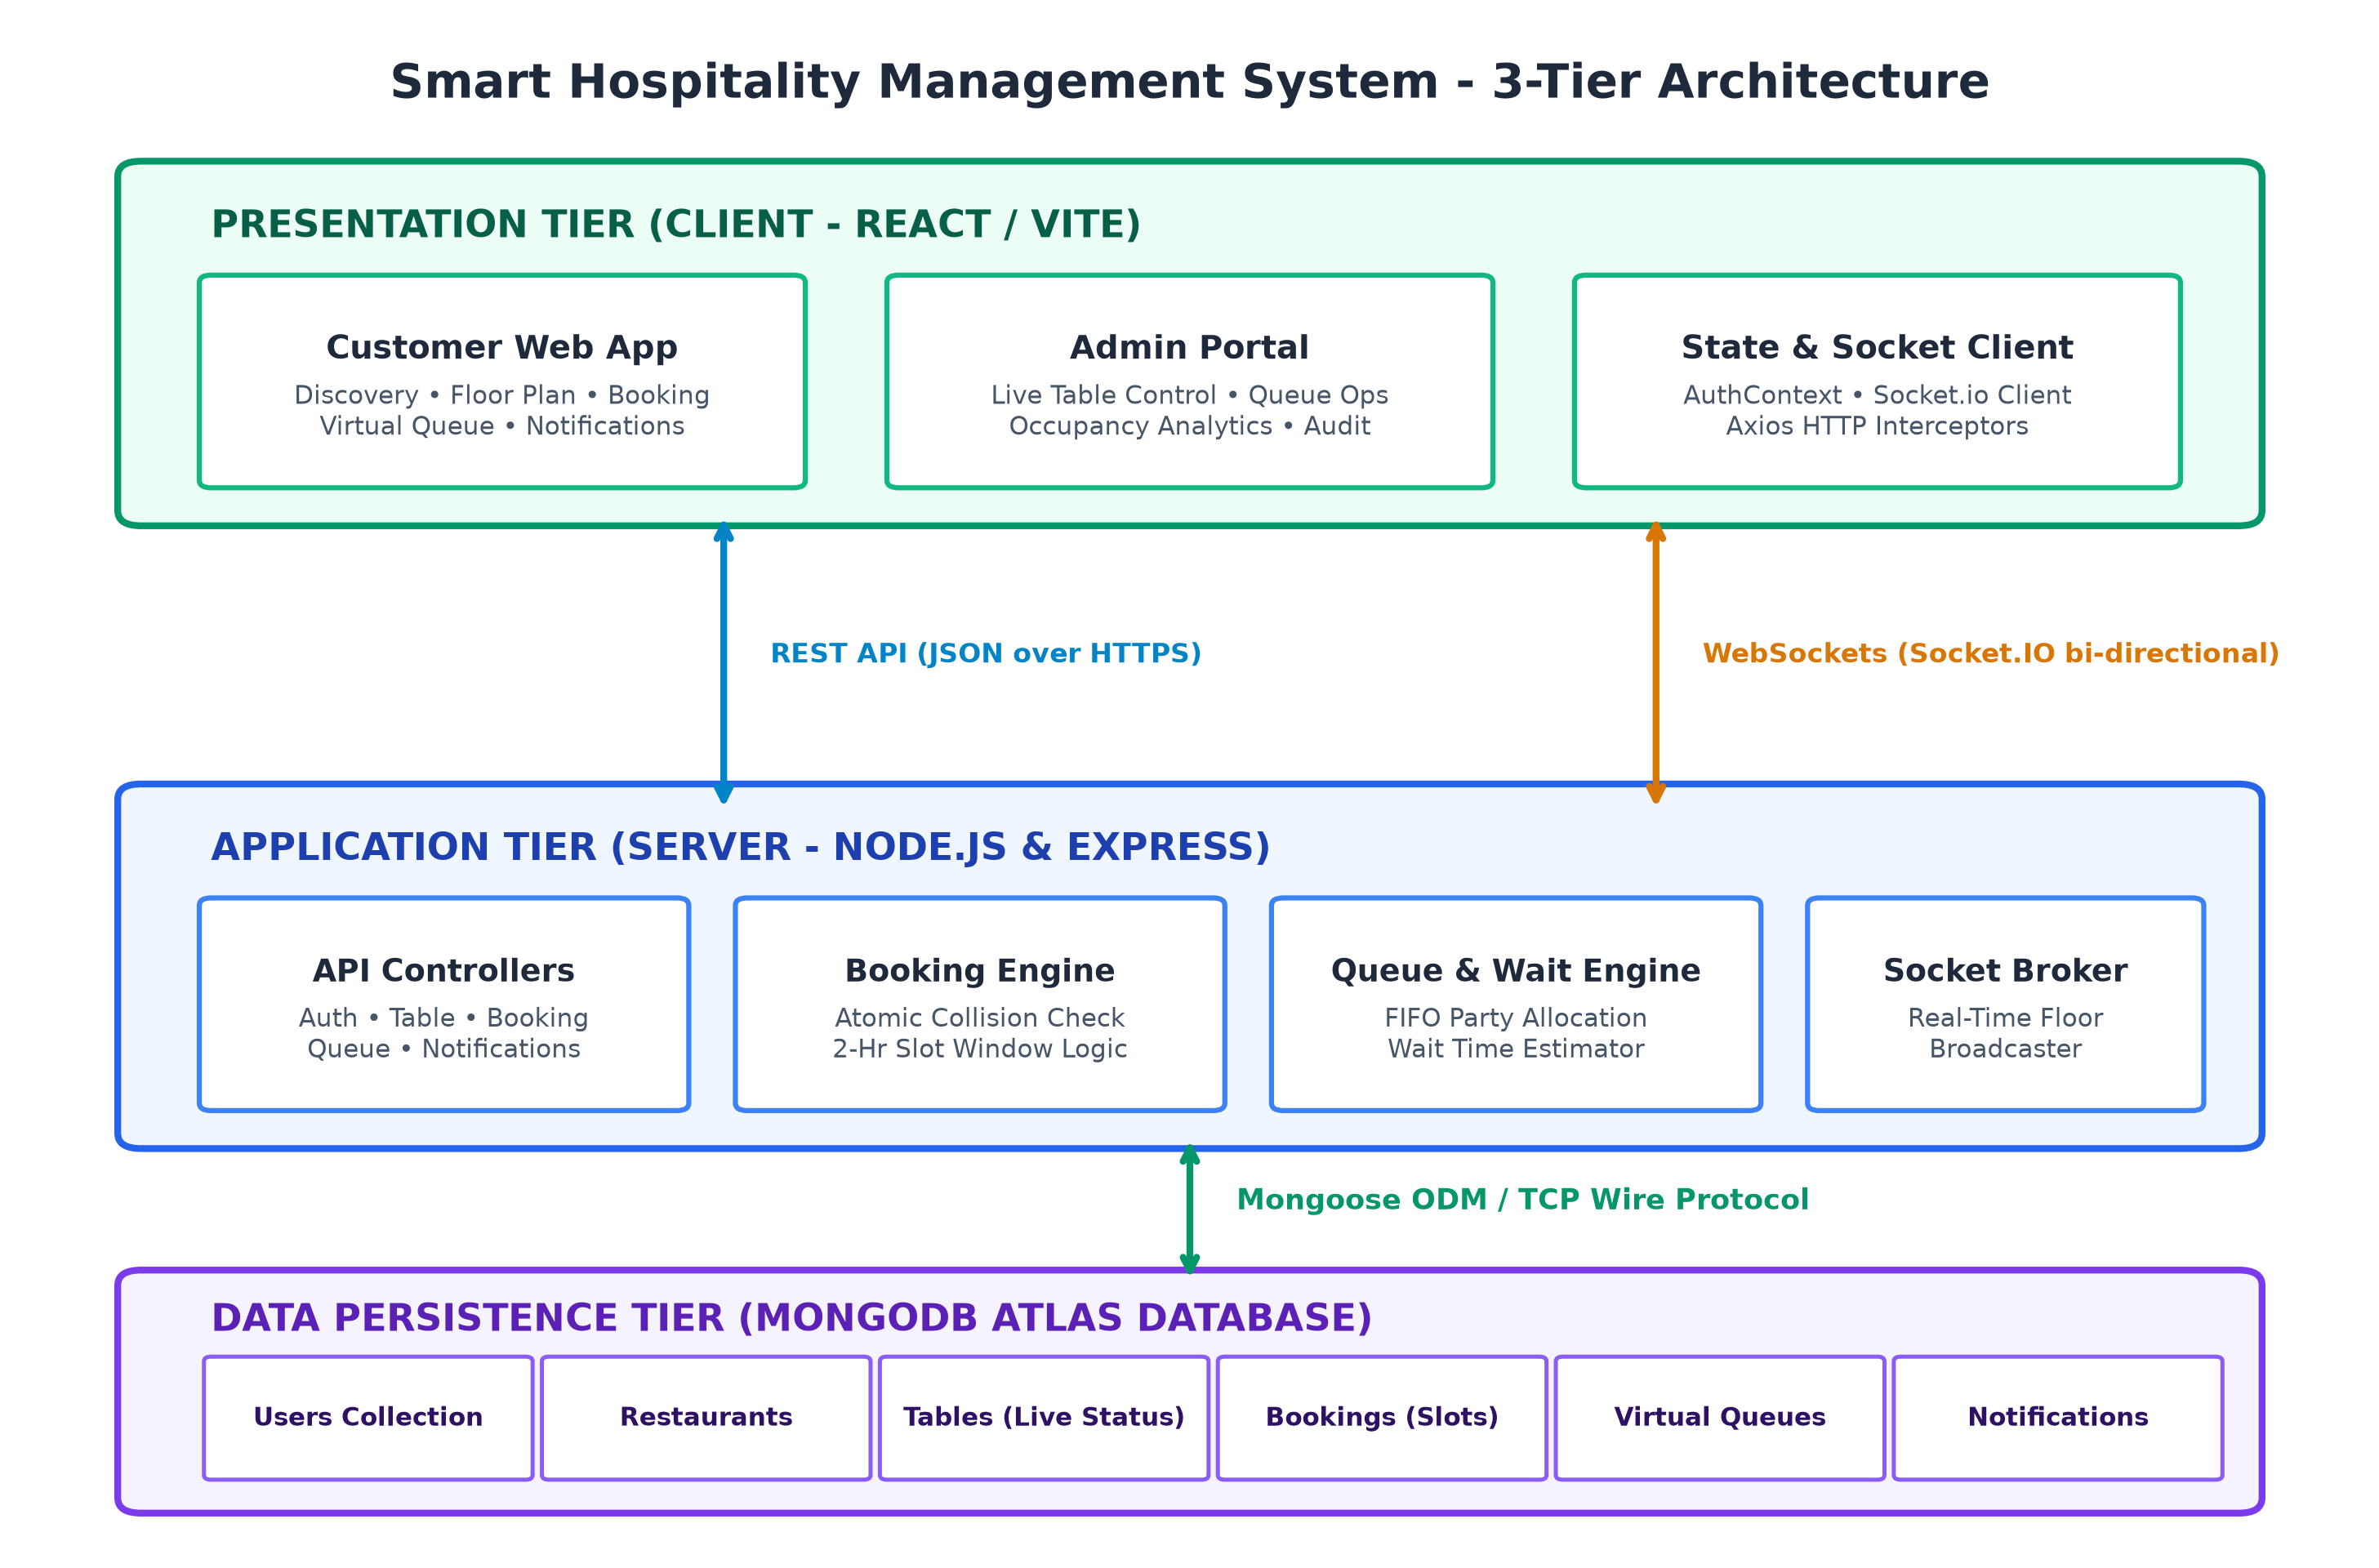 Smart Hospitality Management System - 3-Tier Architecture
PRESENTATION TIER (CLIENT - REACT / VITE)
Customer Web App
Discovery • Floor Plan • Booking
Virtual Queue • Notifications
Admin Portal
Live Table Control • Queue Ops
Occupancy Analytics • Audit
State & Socket Client
AuthContext • Socket.io Client
Axios HTTP Interceptors
REST API (JSON over HTTPS)
WebSockets (Socket.IO bi-directional)
APPLICATION TIER (SERVER - NODE.JS & EXPRESS)
API Controllers
Auth • Table • Booking
Queue • Notifications
Booking Engine
Atomic Collision Check
2-Hr Slot Window Logic
Queue & Wait Engine
FIFO Party Allocation
Wait Time Estimator
Socket Broker
Real-Time Floor
Broadcaster
Mongoose ODM / TCP Wire Protocol
DATA PERSISTENCE TIER (MONGODB ATLAS DATABASE)
Users Collection
Restaurants
Tables (Live Status)
Bookings (Slots)
Virtual Queues
Notifications